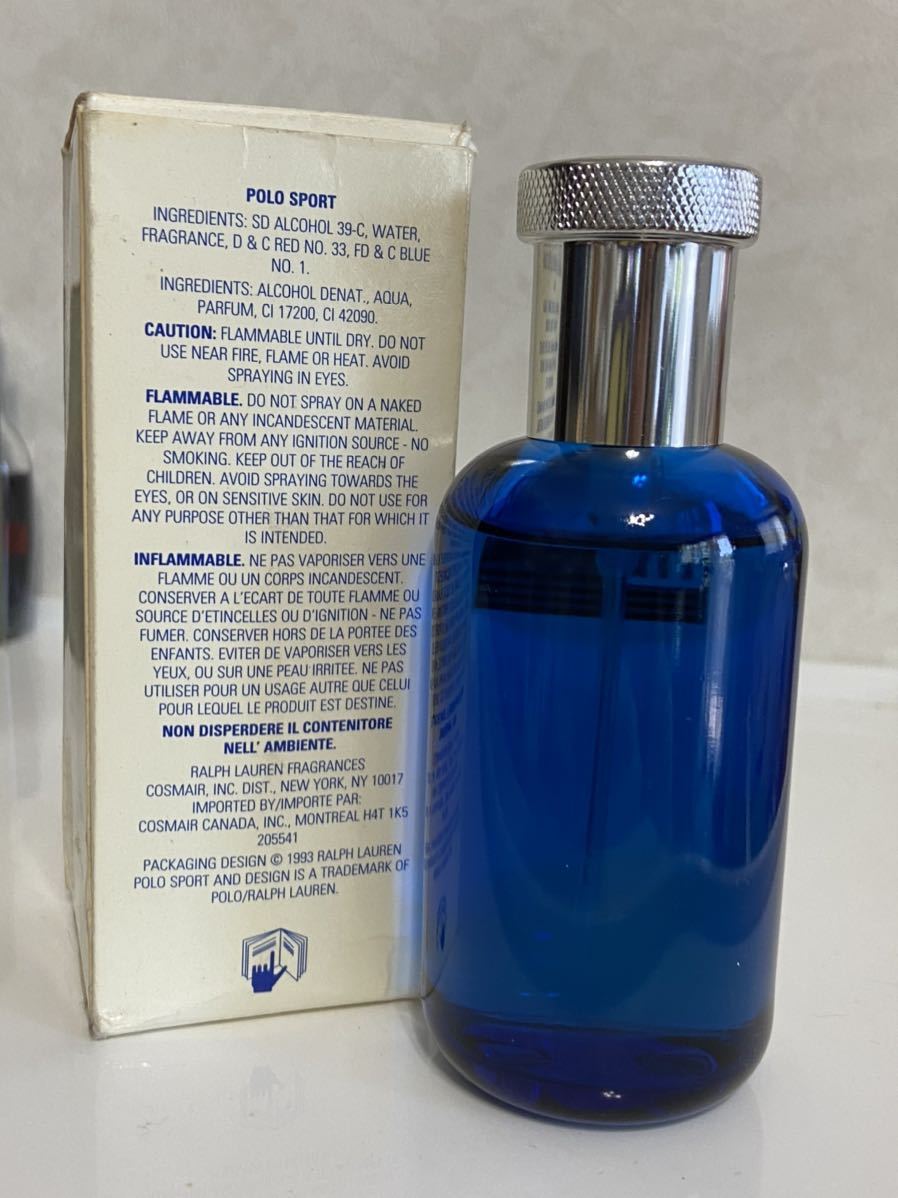 POLO SPORT
INGREDIENTS: SD ALCOHOL 39-C, WATER,
FRAGRANCE, D & C RED NO. 33, FD & C BLUE
NO. 1.
INGREDIENTS: ALCOHOL DENAT., AQUA,
PARFUM, CI 17200, CI 42090.
CAUTION: FLAMMABLE UNTIL DRY. DO NOT
USE NEAR FIRE, FLAME OR HEAT. AVOID
SPRAYING IN EYES.
FLAMMABLE. DO NOT SPRAY ON A NAKED
FLAME OR ANY INCANDESCENT MATERIAL.
KEEP AWAY FROM ANY IGNITION SOURCE - NO
SMOKING. KEEP OUT OF THE REACH OF
CHILDREN. AVOID SPRAYING TOWARDS THE
EYES, OR ON SENSITIVE SKIN. DO NOT USE FOR
ANY PURPOSE OTHER THAN THAT FOR WHICH IT
IS INTENDED.
INFLAMMABLE. NE PAS VAPORISER VERS UNE
FLAMME OU UN CORPS INCANDESCENT.
CONSERVER A L'ECART DE TOUTE FLAMME OU
SOURCE D'ETINCELLES OU D'IGNITION - NE PAS
FUMER. CONSERVER HORS DE LA PORTEE DES
ENFANTS. EVITER DE VAPORISER VERS LES
YEUX, OU SUR UNE PEAU IRRITEE. NE PAS
UTILISER POUR UN USAGE AUTRE QUE CELUI
POUR LEQUEL LE PRODUIT EST DESTINE.
NON DISPERDERE IL CONTENITORE
NELL' AMBIENTE.
RALPH LAUREN FRAGRANCES
COSMAIR, INC. DIST., NEW YORK, NY 10017
IMPORTED BY/IMPORTE PAR:
COSMAIR CANADA, INC., MONTREAL H4T 1K5
205541
PACKAGING DESIGN © 1993 RALPH LAUREN
POLO SPORT AND DESIGN IS A TRADEMARK OF
POLO/RALPH LAUREN.